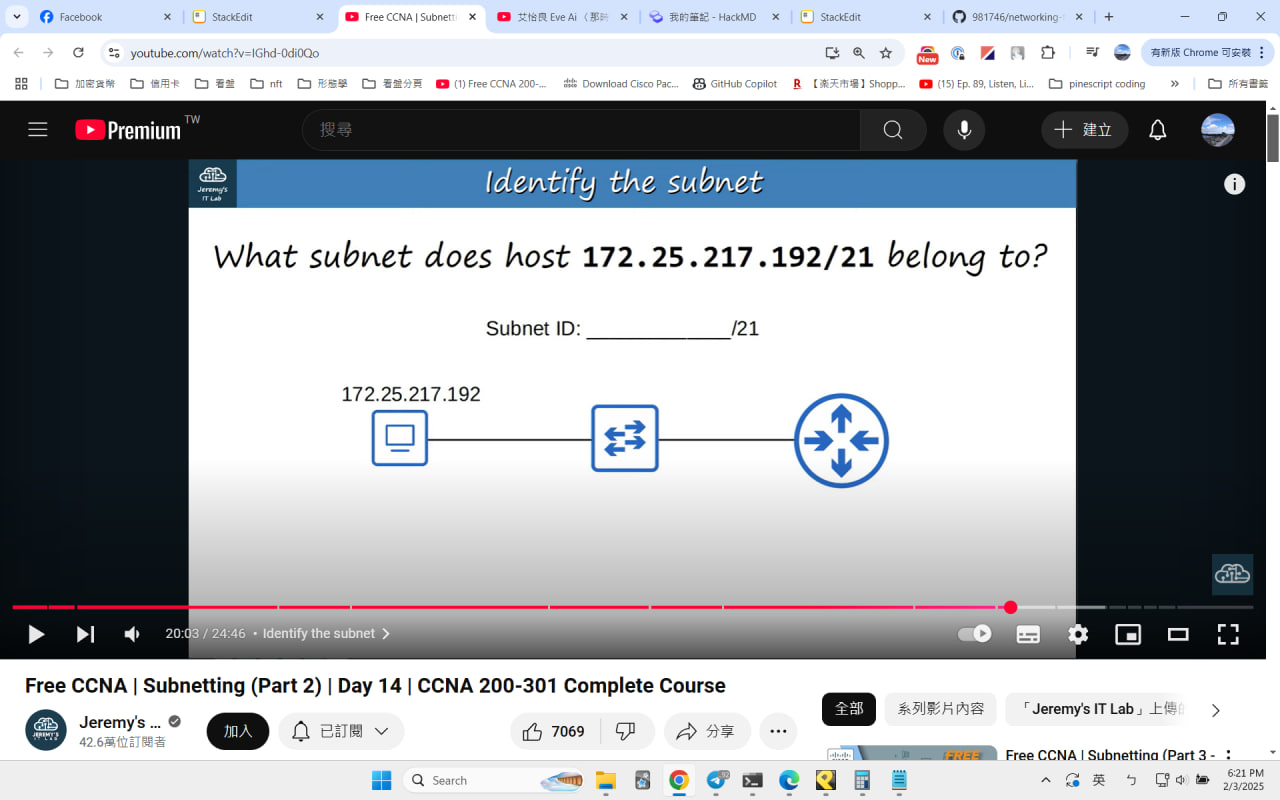 Facebook
StackEdit
Free CCNA | Subnetti
艾怡良 Eve Ai 〈 那時
我的筆記 - HackMD
StackEdit
981746/networking-
youtube.com/watch?v=IGhd-0di0Qo
New
有新版 Chrome 可安裝
加密貨幣
信用卡
看盤
nft
形態學
看盤分頁
(1) Free CCNA 200-...
Download Cisco Pac...
GitHub Copilot
【楽天市場】Shopp...
(15) Ep. 89, Listen, Li...
pinescript coding
所有書籤
Premium TW
搜尋
建立
Jeremy's
IT Lab
Identify the subnet
What subnet does host 172.25.217.192/21 belong to?
Subnet ID: _____________/21
172.25.217.192
20:03 / 24:46 • Identify the subnet
Free CCNA | Subnetting (Part 2) | Day 14 | CCNA 200-301 Complete Course
Jeremy's ...
42.6萬位訂閱者
加入
已訂閱
7069
分享
全部
系列影片內容
「Jeremy's IT Lab」上傳的
FREE
Free CCNA | Subnetting (Part 3 -
Search
92
英
ㄅ
6:21 PM
2/3/2025